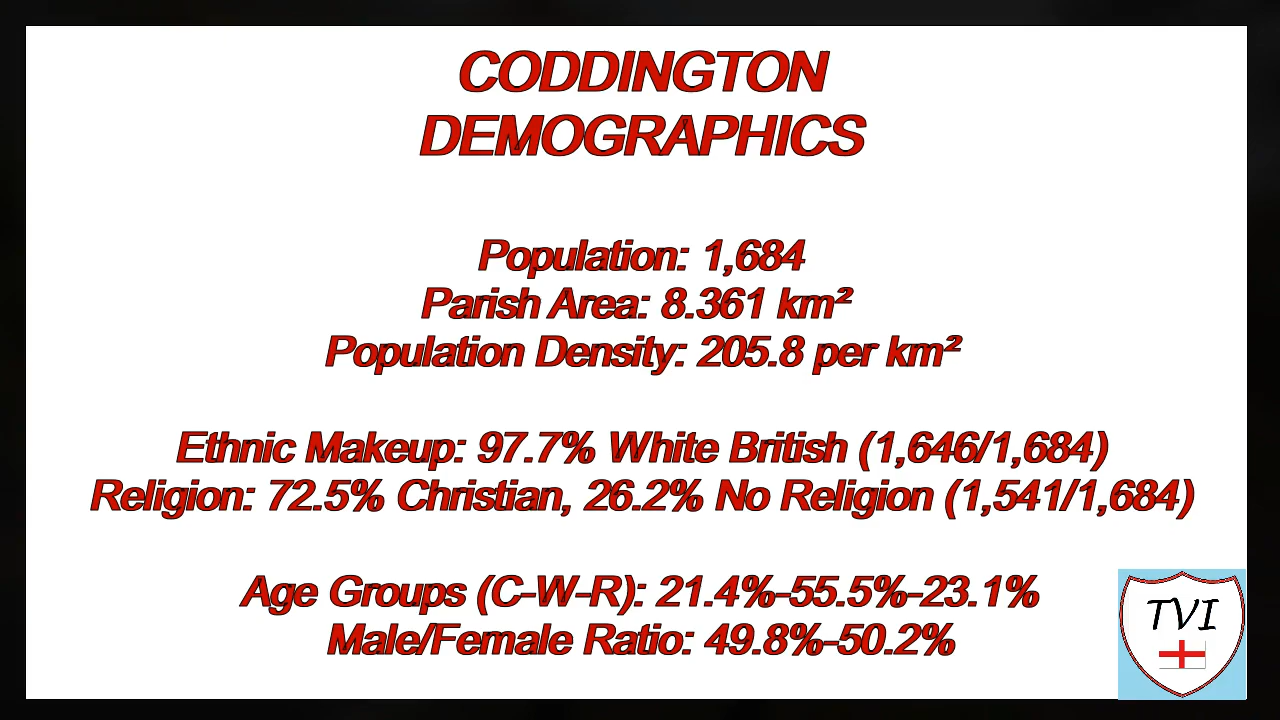 CODDINGTON
DEMOGRAPHICS
Population: 1,684
Parish Area: 8.361 km²
Population Density: 205.8 per km²
Ethnic Makeup: 97.7% White British (1,646/1,684)
Religion: 72.5% Christian, 26.2% No Religion (1,541/1,684)
Age Groups (C-W-R): 21.4%-55.5%-23.1%
Male/Female Ratio: 49.8%-50.2%
TVI